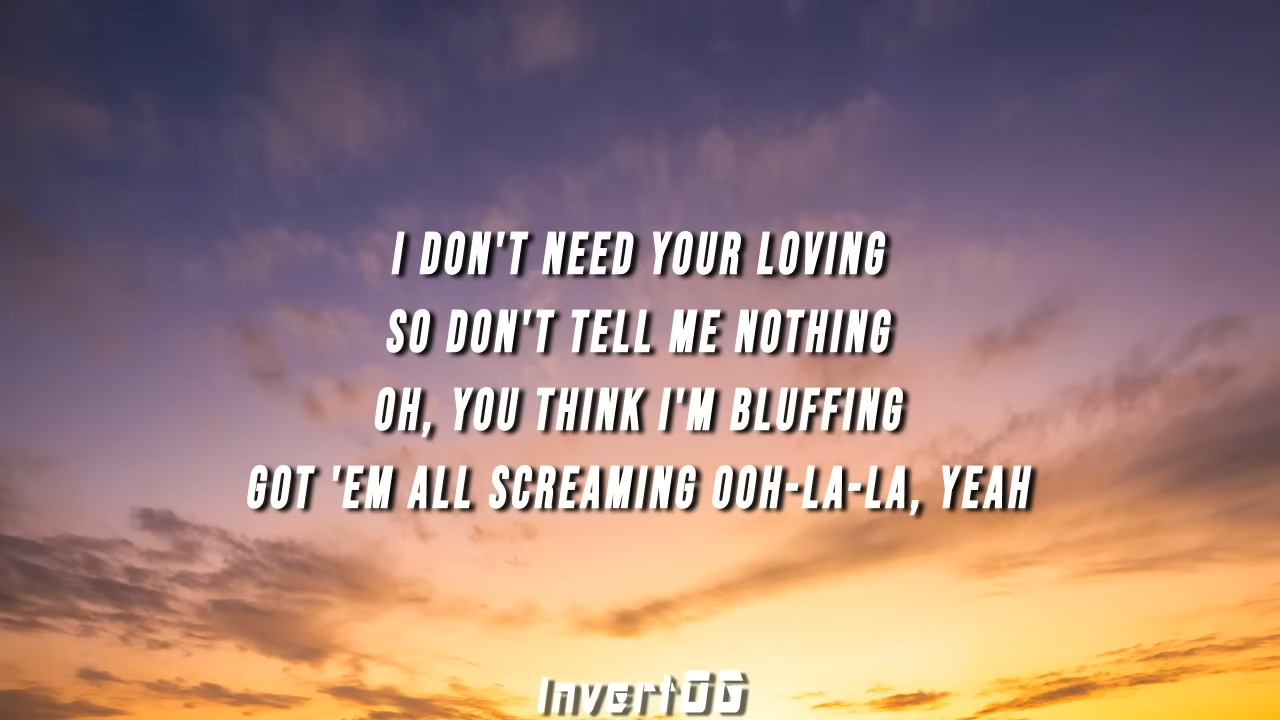 I DON'T NEED YOUR LOVING
SO DON'T TELL ME NOTHING
OH, YOU THINK I'M BLUFFING
GOT 'EM ALL SCREAMING OOH-LA-LA, YEAH
InvertOG